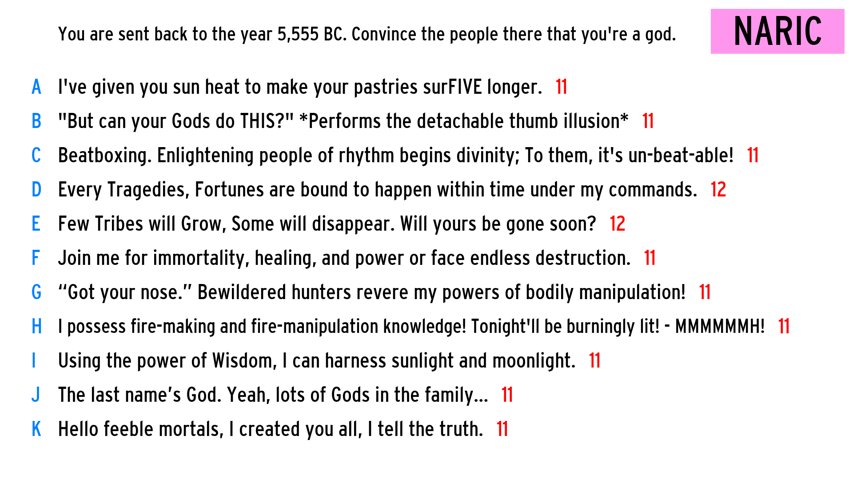 You are sent back to the year 5,555 BC. Convince the people there that you're a god.
NARIC
A I've given you sun heat to make your pastries surFIVE longer. 11
B "But can your Gods do THIS?" *Performs the detachable thumb illusion* 11
C Beatboxing. Enlightening people of rhythm begins divinity; To them, it's un-beat-able! 11
D Every Tragedies, Fortunes are bound to happen within time under my commands. 12
E Few Tribes will Grow, Some will disappear. Will yours be gone soon? 12
F Join me for immortality, healing, and power or face endless destruction. 11
G “Got your nose.” Bewildered hunters revere my powers of bodily manipulation! 11
H I possess fire-making and fire-manipulation knowledge! Tonight'll be burningly lit! - MMMMMMH! 11
I Using the power of Wisdom, I can harness sunlight and moonlight. 11
J The last name’s God. Yeah, lots of Gods in the family... 11
K Hello feeble mortals, I created you all, I tell the truth. 11